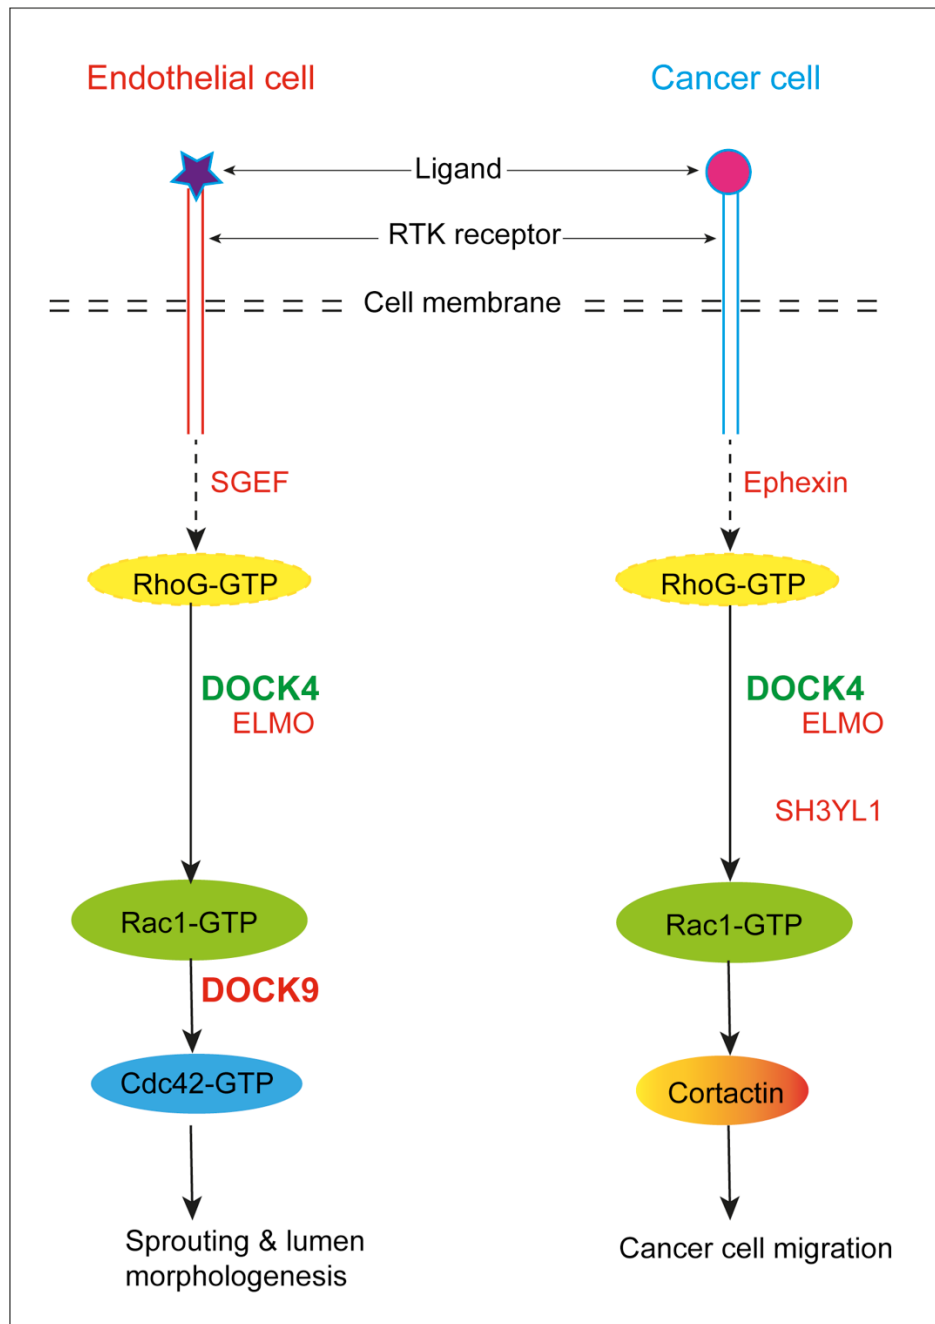 Endothelial cell
Cancer cell
Ligand
RTK receptor
Cell membrane
SGEF
Ephexin
RhoG-GTP
RhoG-GTP
DOCK4
ELMO
DOCK4
ELMO
SH3YL1
Rac1-GTP
Rac1-GTP
DOCK9
Cdc42-GTP
Cortactin
Sprouting & lumen
morphologenesis
Cancer cell migration